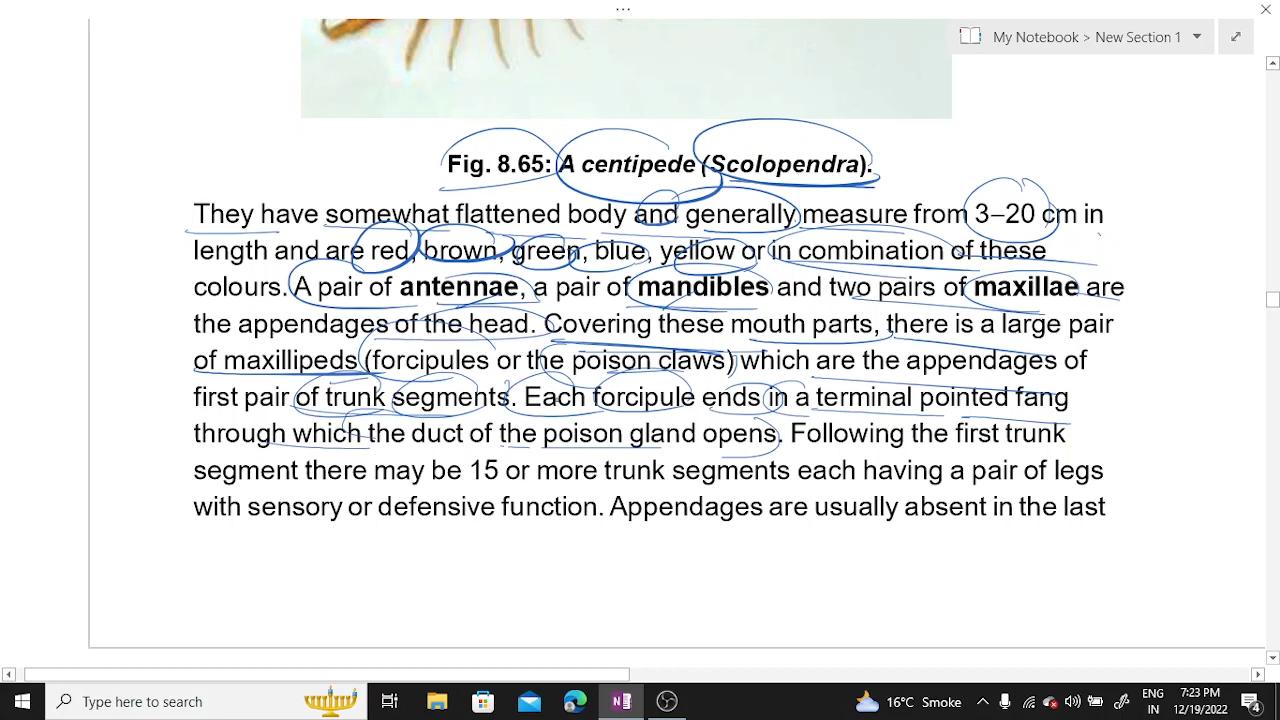 ...
My Notebook > New Section 1
Fig. 8.65: A centipede (Scolopendra).
They have somewhat flattened body and generally measure from 3–20 cm in
length and are red, brown, green, blue, yellow or in combination of these
colours. A pair of antennae, a pair of mandibles and two pairs of maxillae are
the appendages of the head. Covering these mouth parts, there is a large pair
of maxillipeds (forcipules or the poison claws) which are the appendages of
first pair of trunk segments. Each forcipule ends in a terminal pointed fang
through which the duct of the poison gland opens. Following the first trunk
segment there may be 15 or more trunk segments each having a pair of legs
with sensory or defensive function. Appendages are usually absent in the last
Type here to search
16°C Smoke
ENG
IN
7:23 PM
12/19/2022
4